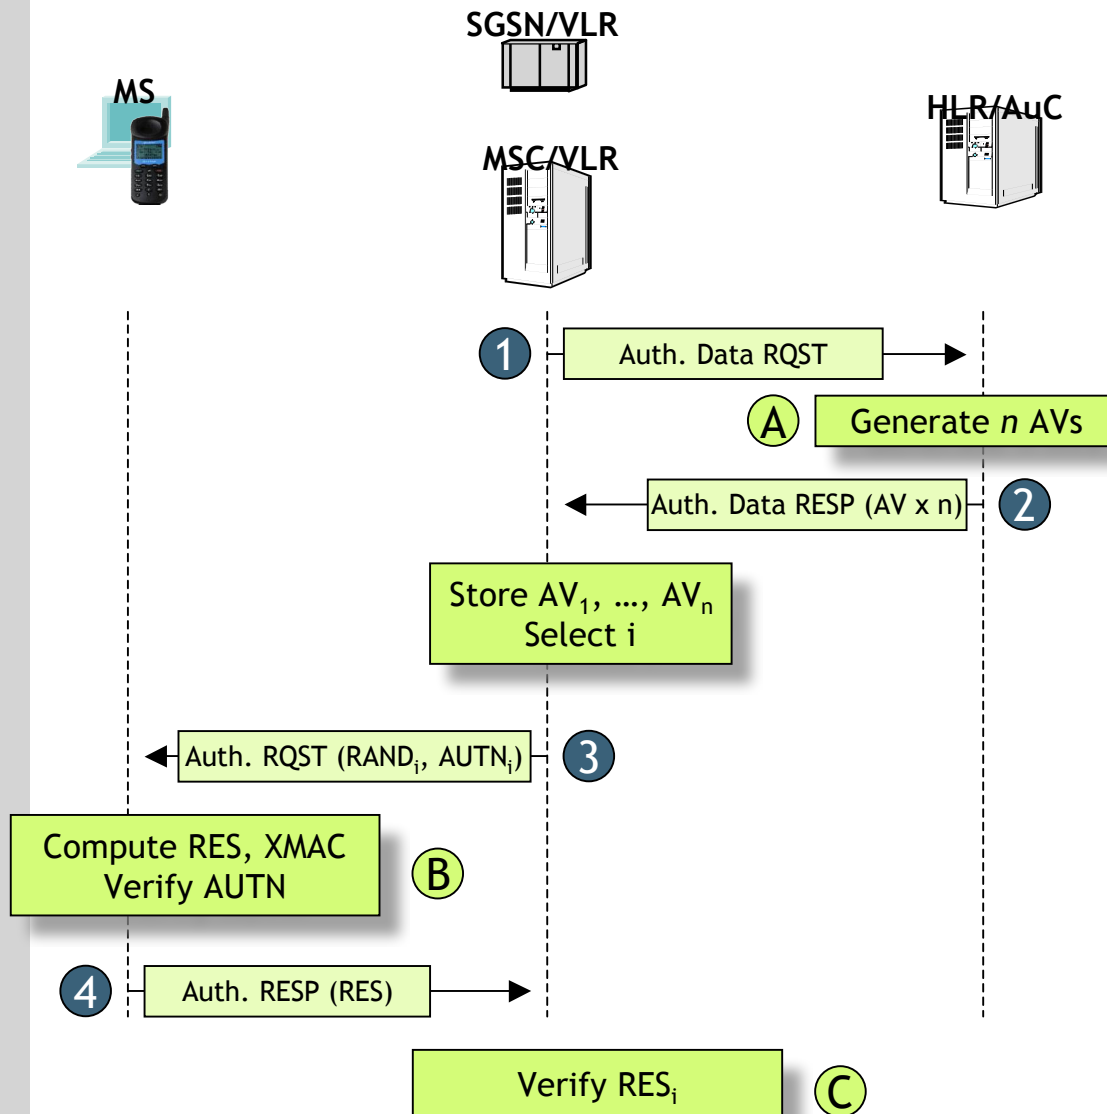 SGSN/VLR
MS
HLR/AuC
MSC/VLR
1
Auth. Data RQST
A
Generate n AVs
Auth. Data RESP (AV x n)
2
Store AV₁, …, AVₙ
Select i
Auth. RQST (RANDᵢ, AUTNᵢ)
3
Compute RES, XMAC
Verify AUTN
B
4
Auth. RESP (RES)
Verify RESᵢ
C